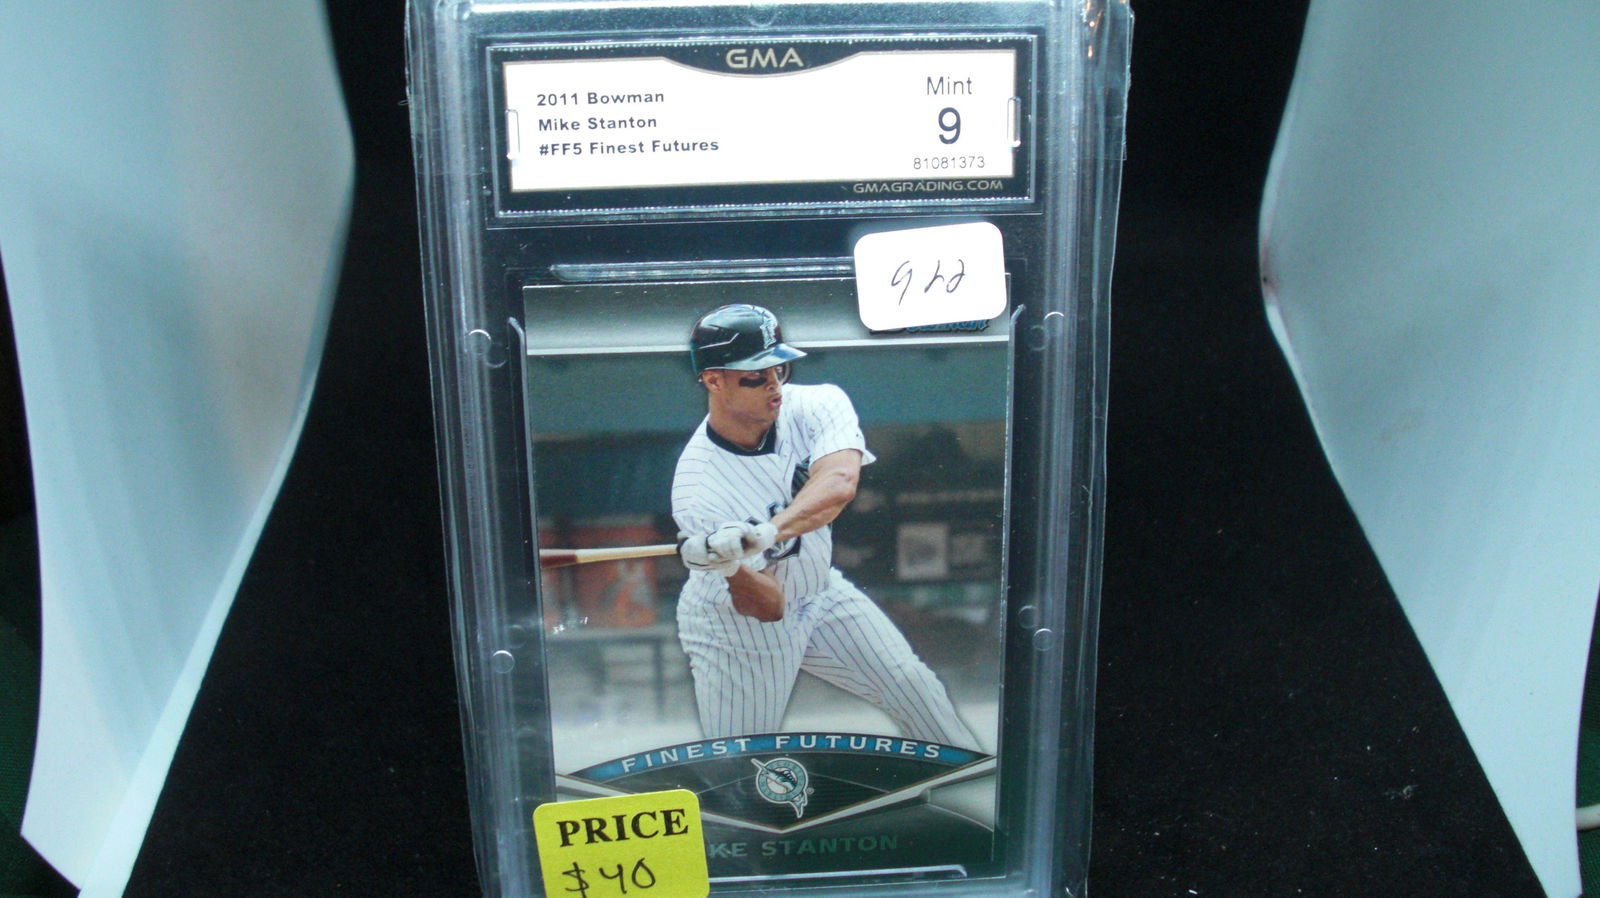 GMA
2011 Bowman
Mike Stanton
#FF5 Finest Futures
Mint
9
81081373
GMAGRADING.COM
FINEST FUTURES
KE STANTON
PRICE
$40